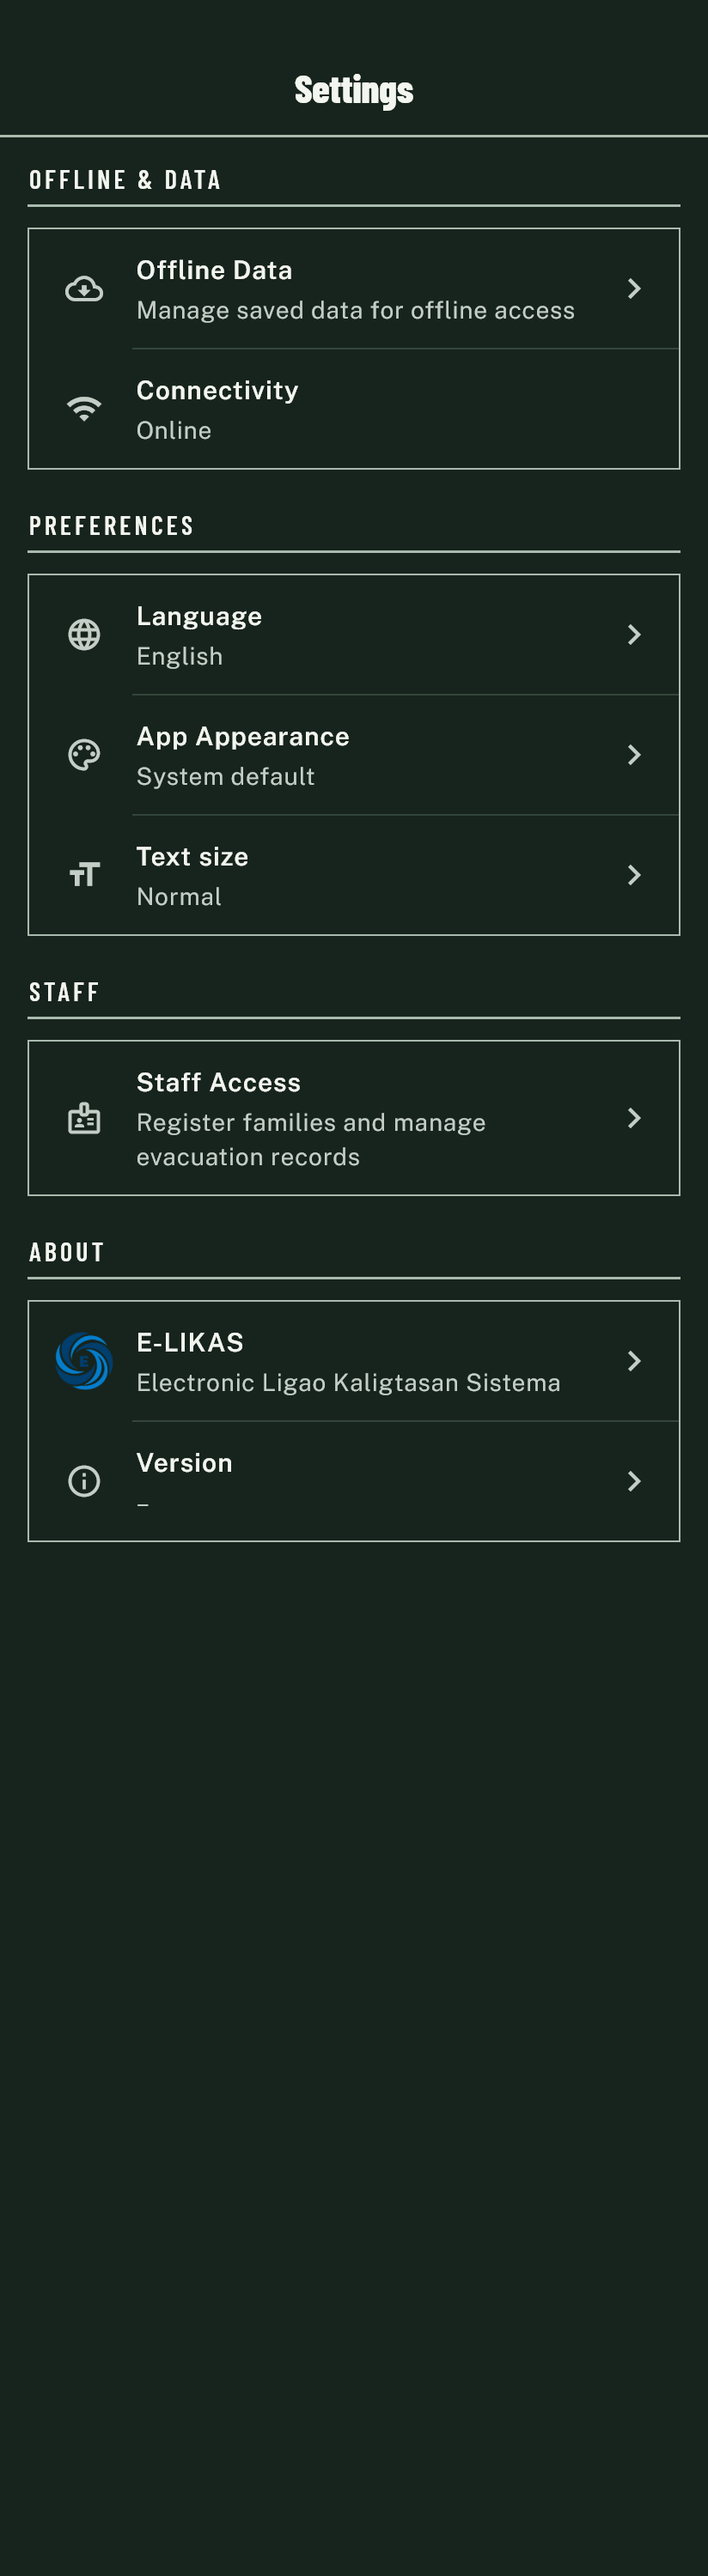 Settings
OFFLINE & DATA
Offline Data
Manage saved data for offline access
Connectivity
Online
PREFERENCES
Language
English
App Appearance
System default
Text size
Normal
STAFF
Staff Access
Register families and manage
evacuation records
ABOUT
E
E-LIKAS
Electronic Ligao Kaligtasan Sistema
Version
–